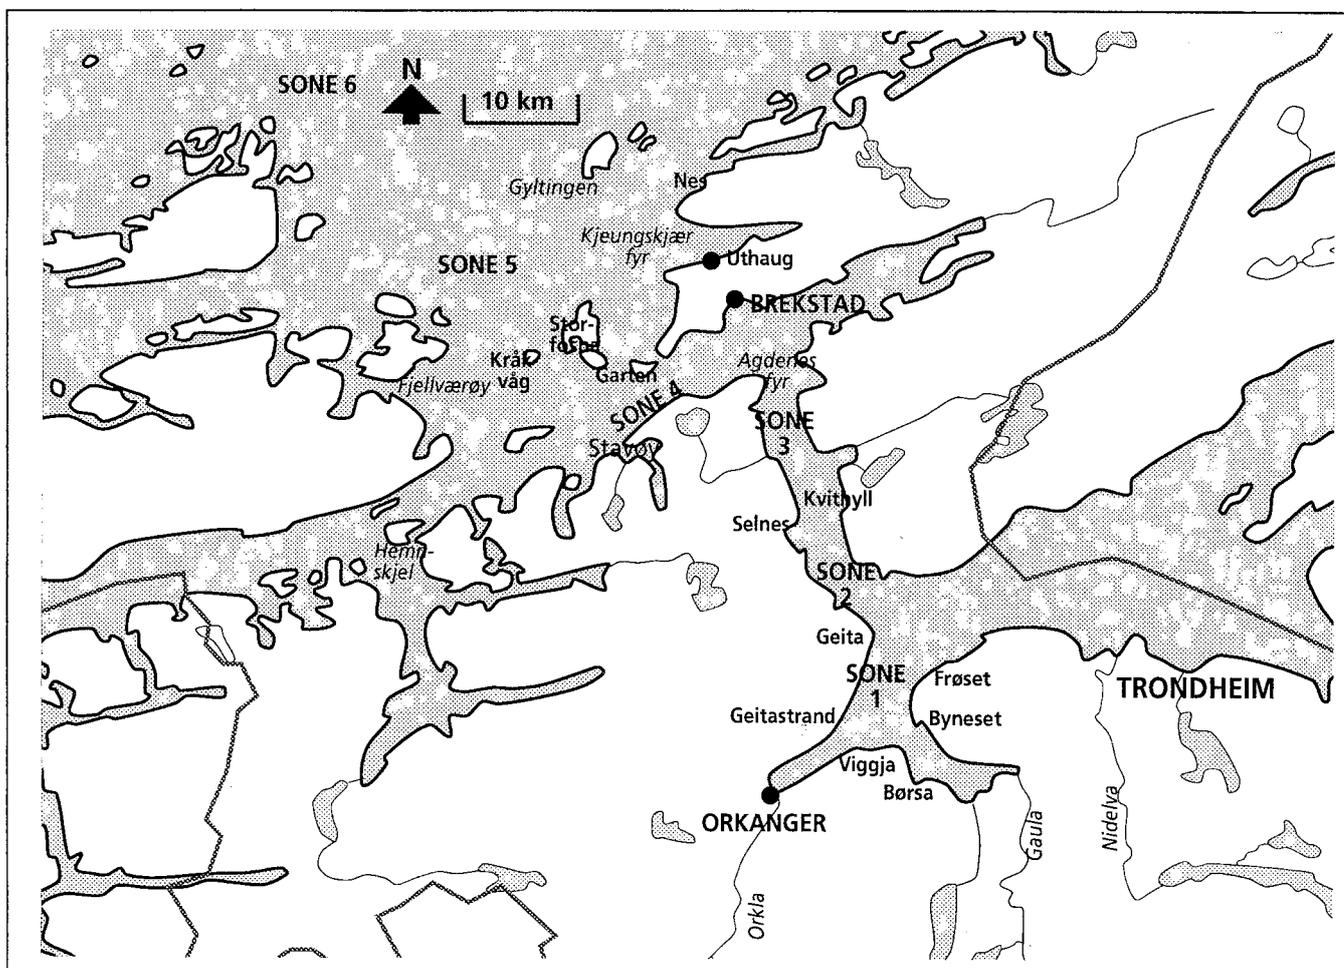 N
SONE 6
10 km
Gyltingen
Nes
Kjeungskjær
fyr
Uthaug
SONE 5
BREKSTAD
Stor-
fosna
Kråk-
våg
Garten
Agdenes
fyr
Fjellværøy
SONE 4
SONE
3
Stavøy
Kvithyll
Selnes
Hemn-
skjel
SONE
2
Geita
SONE
1
Frøset
TRONDHEIM
Geitastrand
Byneset
Viggja
Børsa
ORKANGER
Gaula
Nidelva
Orkla